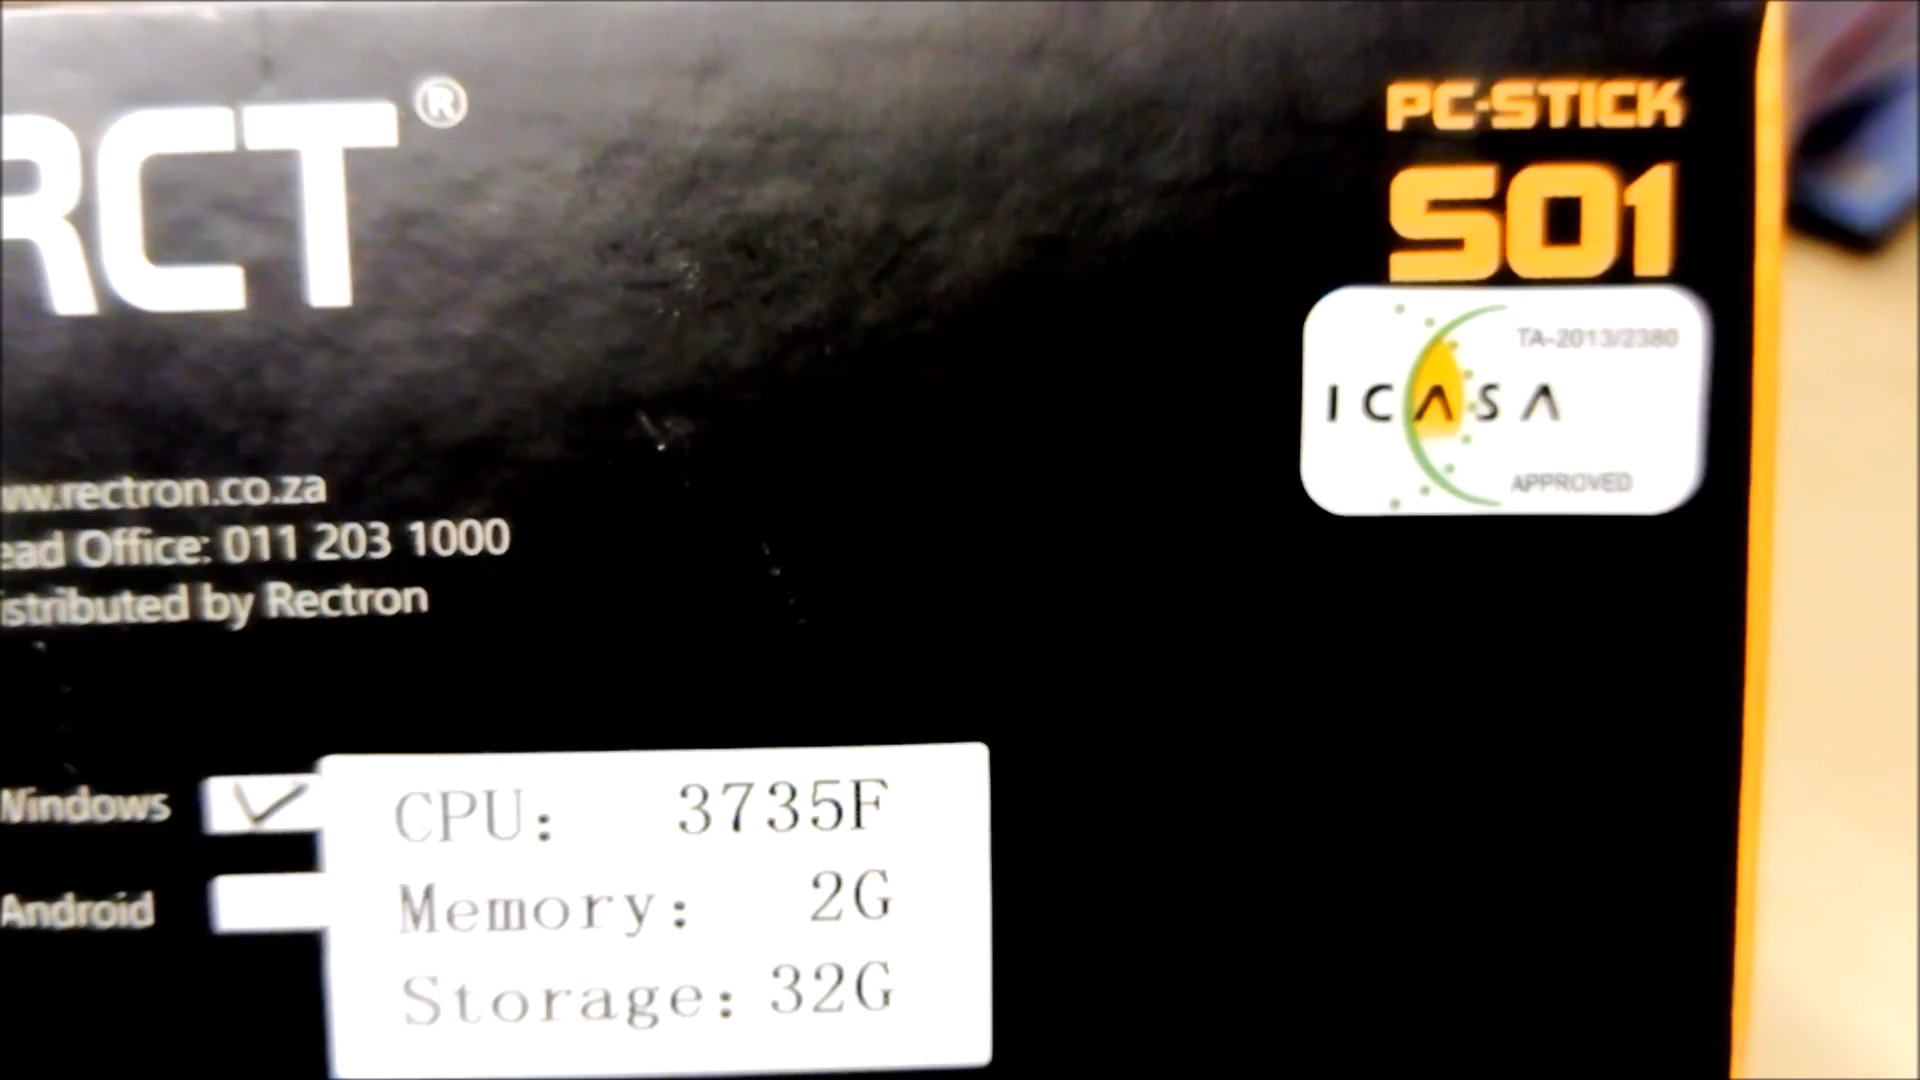 RCT®
PC-STICK
S01
TA-2013/2380
ICASA
APPROVED
ww.rectron.co.za
ead Office: 011 203 1000
istributed by Rectron
Windows
Android
CPU: 3735F
Memory: 2G
Storage: 32G